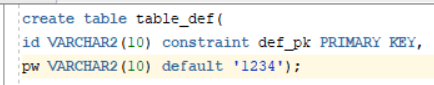 create table table_def(
id VARCHAR2(10) constraint def_pk PRIMARY KEY,
pw VARCHAR2(10) default '1234');